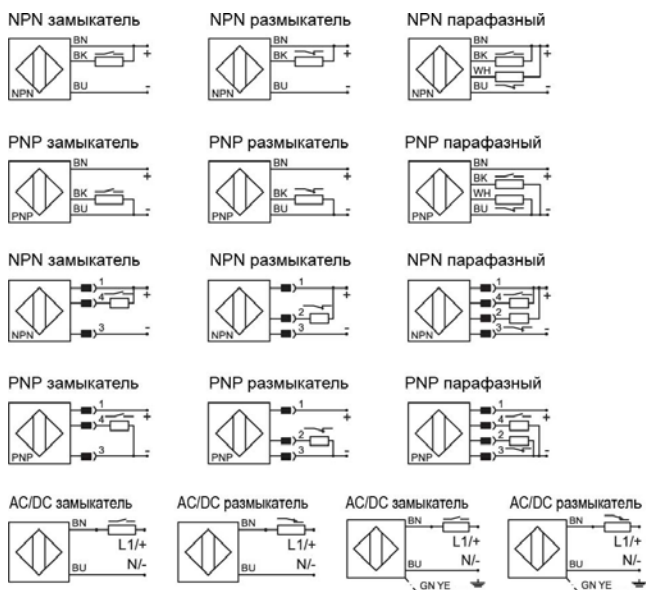 NPN замыкатель
BN
BK
+
BU
-
NPN
NPN размыкатель
BN
BK
+
BU
-
NPN
NPN парафазный
BN
BK
+
WH
BU
-
NPN
PNP замыкатель
BN
+
BK
BU
-
PNP
PNP размыкатель
BN
+
BK
BU
-
PNP
PNP парафазный
BN
+
BK
WH
BU
-
PNP
NPN замыкатель
1
4
+
3
-
NPN
NPN размыкатель
1
+
2
3
-
NPN
NPN парафазный
1
4
+
2
3
-
NPN
PNP замыкатель
1
+
4
3
-
PNP
PNP размыкатель
1
+
2
3
-
PNP
PNP парафазный
1
+
4
2
3
-
PNP
AC/DC замыкатель
BN
L1/+
N/-
BU
AC/DC размыкатель
BN
L1/+
N/-
BU
AC/DC замыкатель
BN
L1/+
N/-
BU
GN YE
AC/DC размыкатель
BN
L1/+
N/-
BU
GN YE